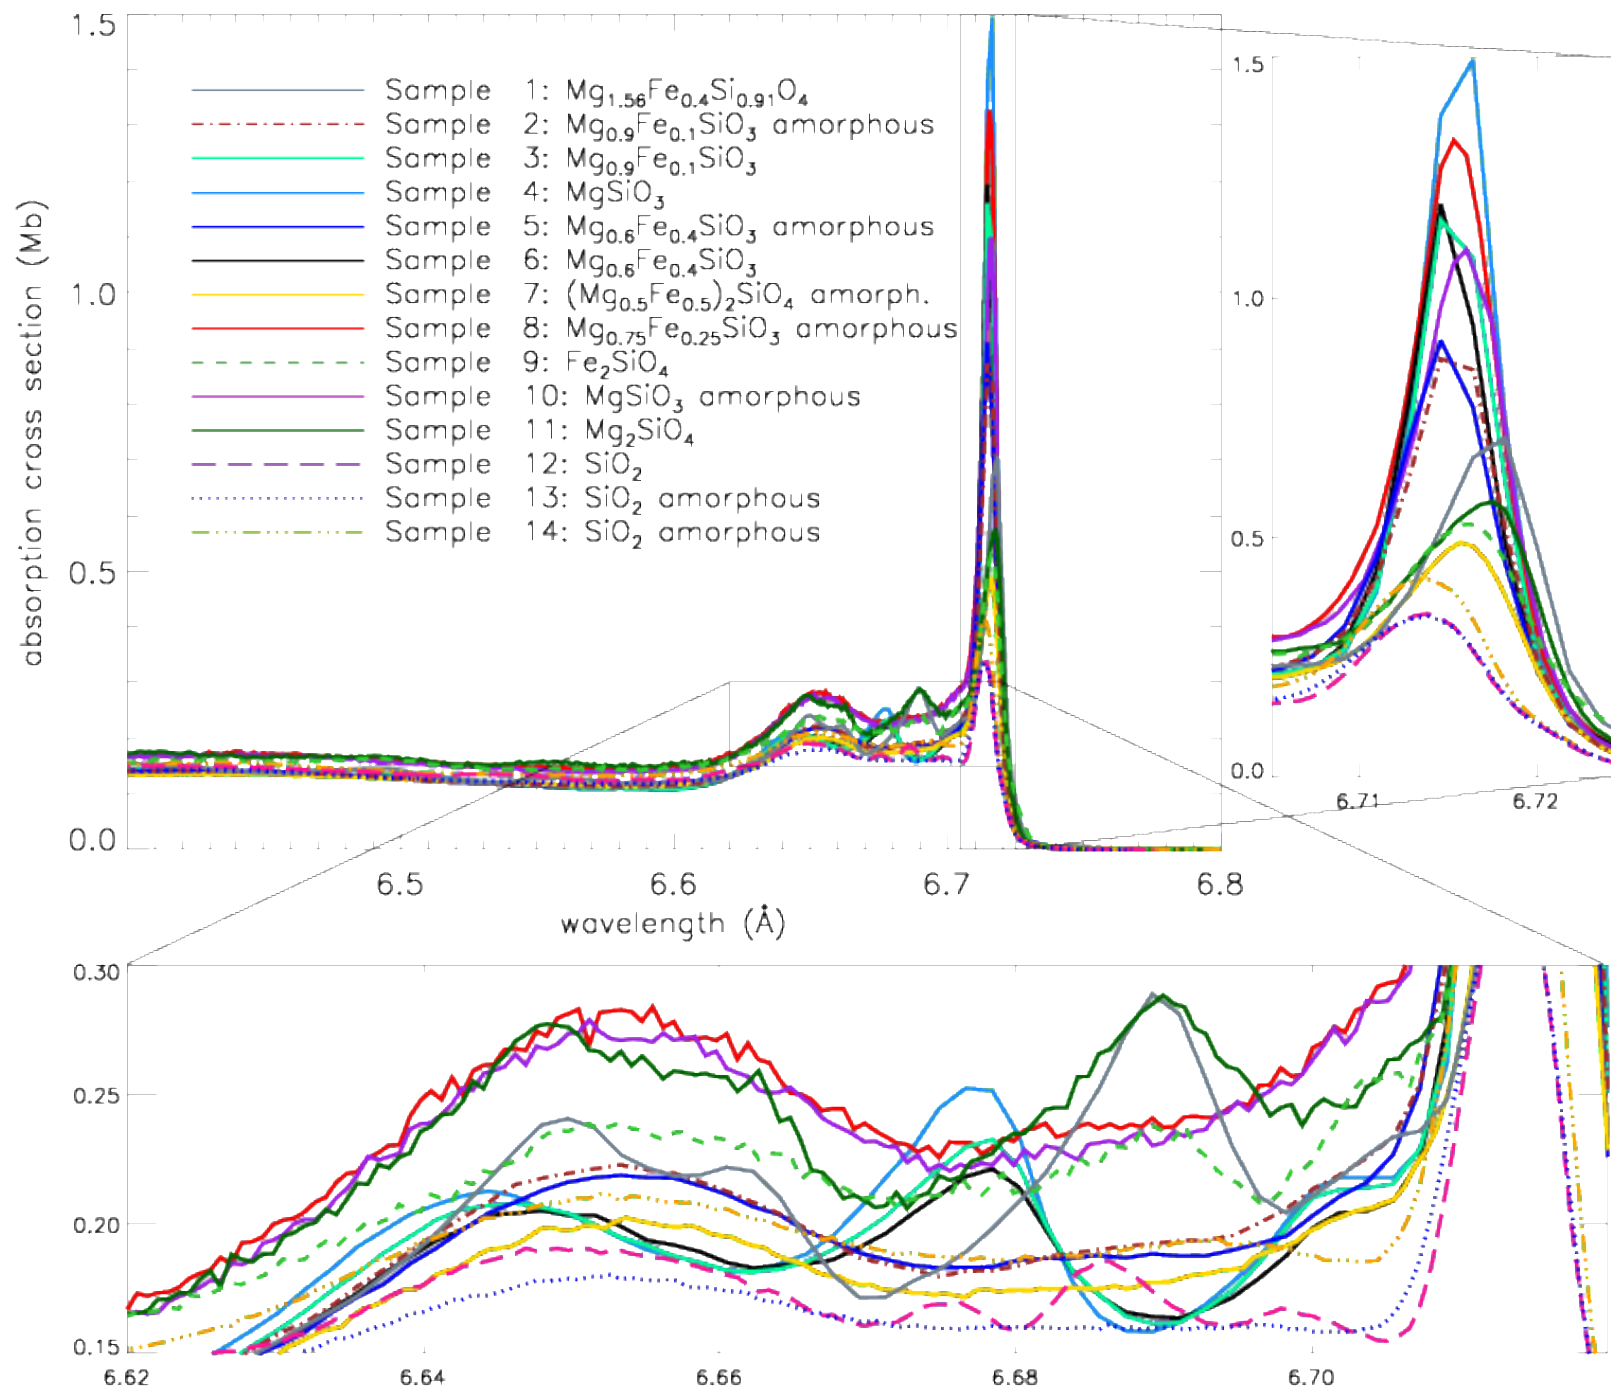 1.5
1.0
0.5
0.0
absorption cross section (Mb)
Sample 1: Mg1.56Fe0.4Si0.91O4
Sample 2: Mg0.9Fe0.1SiO3 amorphous
Sample 3: Mg0.9Fe0.1SiO3
Sample 4: MgSiO3
Sample 5: Mg0.6Fe0.4SiO3 amorphous
Sample 6: Mg0.6Fe0.4SiO3
Sample 7: (Mg0.5Fe0.5)2SiO4 amorph.
Sample 8: Mg0.75Fe0.25SiO3 amorphous
Sample 9: Fe2SiO4
Sample 10: MgSiO3 amorphous
Sample 11: Mg2SiO4
Sample 12: SiO2
Sample 13: SiO2 amorphous
Sample 14: SiO2 amorphous
6.5 6.6 6.7 6.8
wavelength (Å)
1.5
1.0
0.5
0.0
6.71 6.72
0.30
0.25
0.20
0.15
6.62 6.64 6.66 6.68 6.70